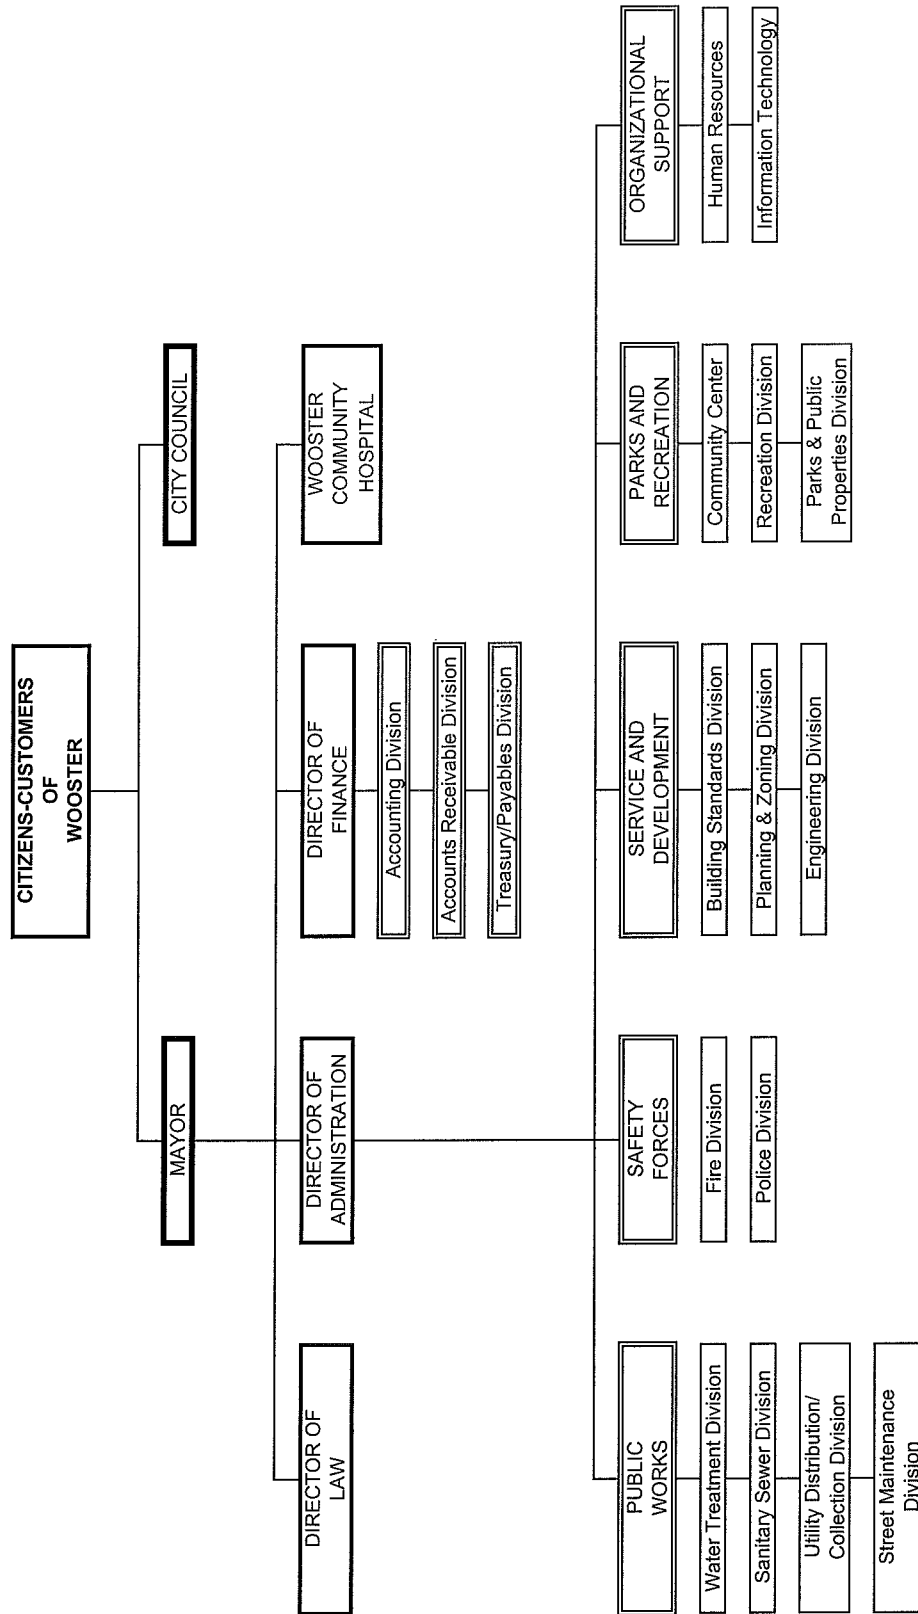 CITIZENS-CUSTOMERS
OF
WOOSTER
MAYOR
CITY COUNCIL
DIRECTOR OF
LAW
DIRECTOR OF
ADMINISTRATION
DIRECTOR OF
FINANCE
WOOSTER
COMMUNITY
HOSPITAL
Accounting Division
Accounts Receivable Division
Treasury/Payables Division
PUBLIC
WORKS
Water Treatment Division
Sanitary Sewer Division
Utility Distribution/
Collection Division
Street Maintenance
Division
SAFETY
FORCES
Fire Division
Police Division
SERVICE AND
DEVELOPMENT
Building Standards Division
Planning & Zoning Division
Engineering Division
PARKS AND
RECREATION
Community Center
Recreation Division
Parks & Public
Properties Division
ORGANIZATIONAL
SUPPORT
Human Resources
Information Technology